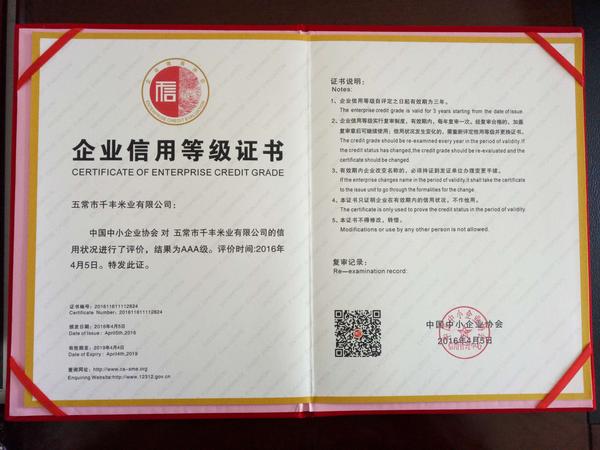 信
ENTERPRISE CREDIT EVALUATION
企业信用等级证书
CERTIFICATE OF ENTERPRISE CREDIT GRADE
五常市千丰米业有限公司：
中国中小企业协会 对 五常市千丰米业有限公司的信
用状况进行了评价，结果为AAA级。评价时间:2016年
4月5日。特发此证。
证书编号：201611611112824
Certificate Number: 201611611112824
颁发日期：2016年4月5日
Date of Issue: April5th,2016
有效期至：2019年4月4日
Date of Expiry: April4th,2019
查询网址：http://www.ca-sme.org
Enquiring Website:http://www.12312.gov.cn
证书说明：
Notes:
1、企业信用等级自评定之日起有效期为三年。
The enterprise credit grade is valid for 3 years starting from the date of issue.
2、企业信用等级实行复审制度，有效期内，每年复审一次。经复审合格的，加盖
复审章后可继续使用；信用状况发生变化的，需重新评定信用等级并更换证书。
The credit grade should be re-examined every year in the period of validity. If
the credit status has changed, the credit grade should be re-evaluated and the
certificate should be changed.
3、有效期内企业改变名称的，必须持证到发证单位办理变更手续。
If the enterprise changes name in the period of validity,it shall take the certificate
to the issue unit to go through the formalities for the change.
4、本证书只证明企业在有效期内的信用状况，不作他用。
The certificate is only used to prove the credit status in the period of validity.
5、本证书不得修改、转借。
Modifications or use by any other person is not allowed.
复审记录：
Re—examination record:
中国中小企业协会
2016年4月5日